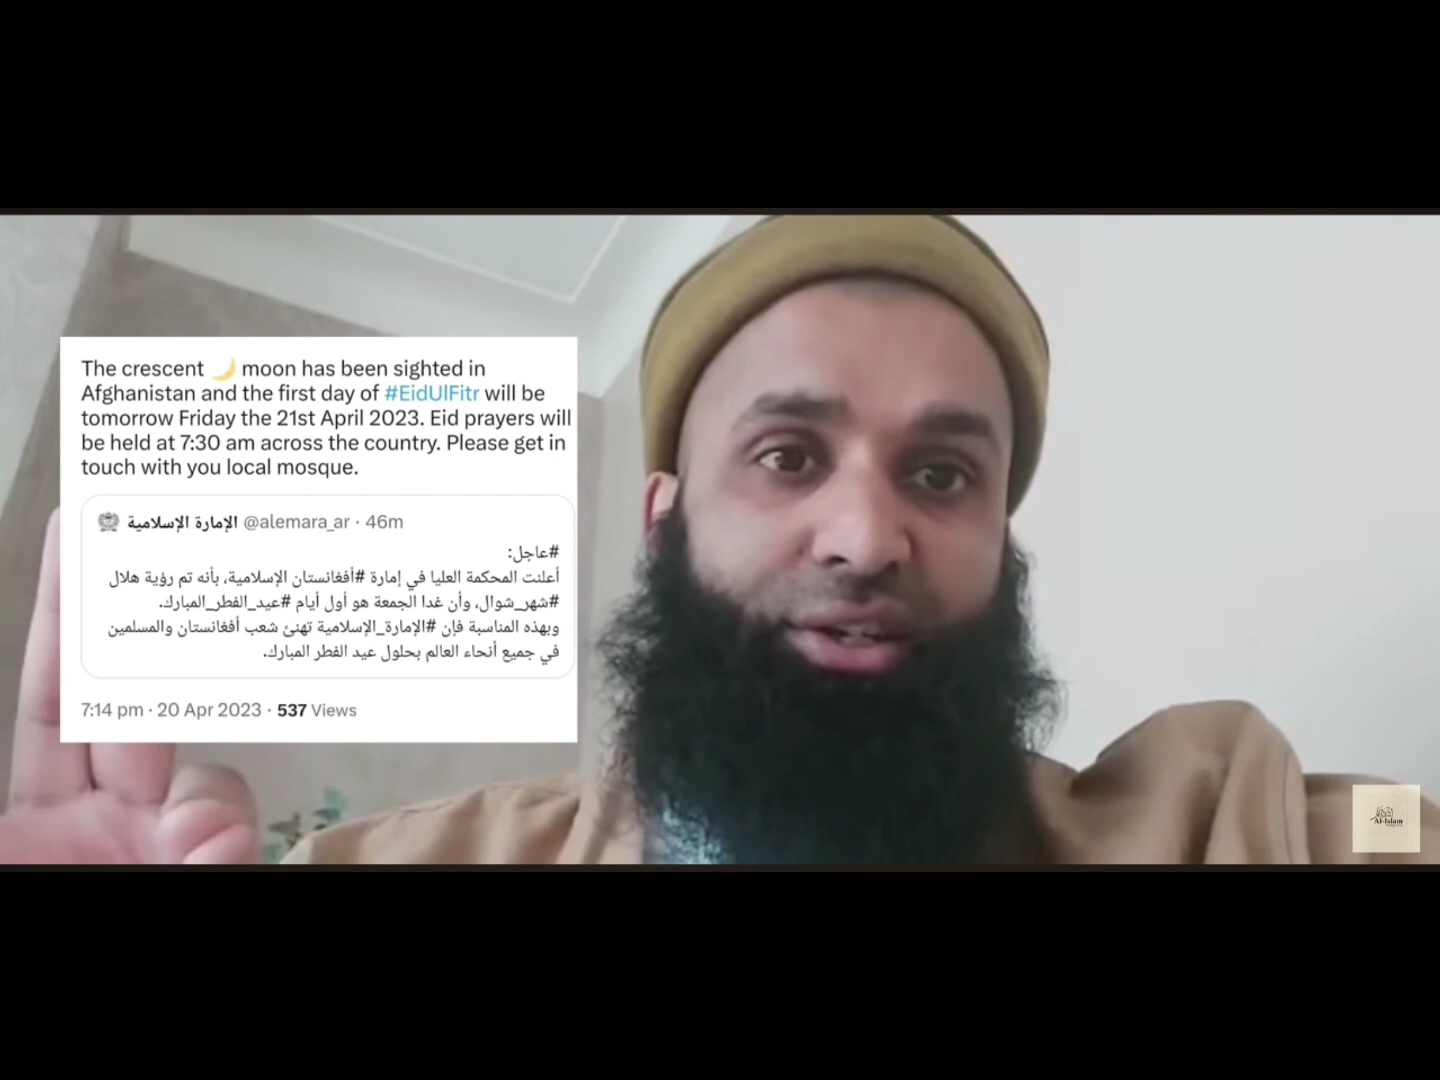 The crescent 🌙 moon has been sighted in
Afghanistan and the first day of #EidUlFitr will be
tomorrow Friday the 21st April 2023. Eid prayers will
be held at 7:30 am across the country. Please get in
touch with you local mosque.
الإمارة الإسلامية @alemara_ar · 46m
#عاجل:
أعلنت المحكمة العليا في إمارة #أفغانستان الإسلامية، بأنه تم رؤية هلال
#شهر_شوال، وأن غدا الجمعة هو أول أيام #عيد_الفطر_المبارك.
وبهذه المناسبة فإن #الإمارة_الإسلامية تهنئ شعب أفغانستان والمسلمين
في جميع أنحاء العالم بحلول عيد الفطر المبارك.
7:14 pm · 20 Apr 2023 · 537 Views
Al-Islam